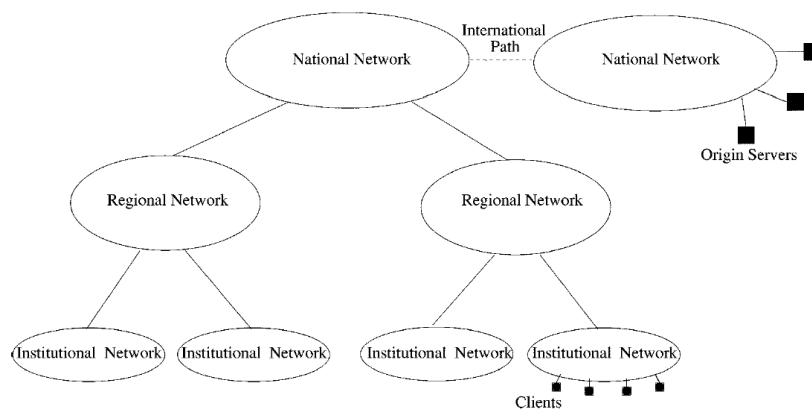 International
Path
National Network
National Network
Origin Servers
Regional Network
Regional Network
Institutional Network
Institutional Network
Institutional Network
Institutional Network
Clients